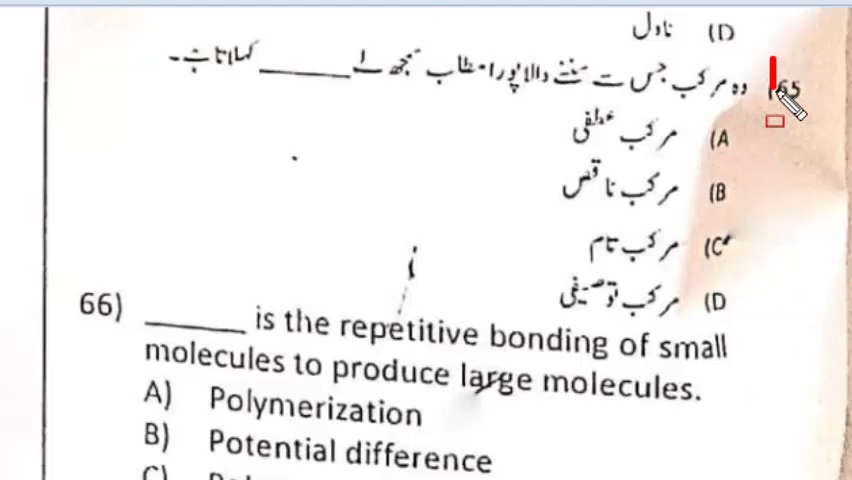 D) ناول
65) وہ مرکب جس سے سننے والا پورا مطلب سمجھ لے ______ کہلاتا ہے۔
A) مرکب عطفی
B) مرکب ناقص
C) مرکب تام
D) مرکب توصیفی
66) ______ is the repetitive bonding of small
molecules to produce large molecules.
A) Polymerization
B) Potential difference
C)